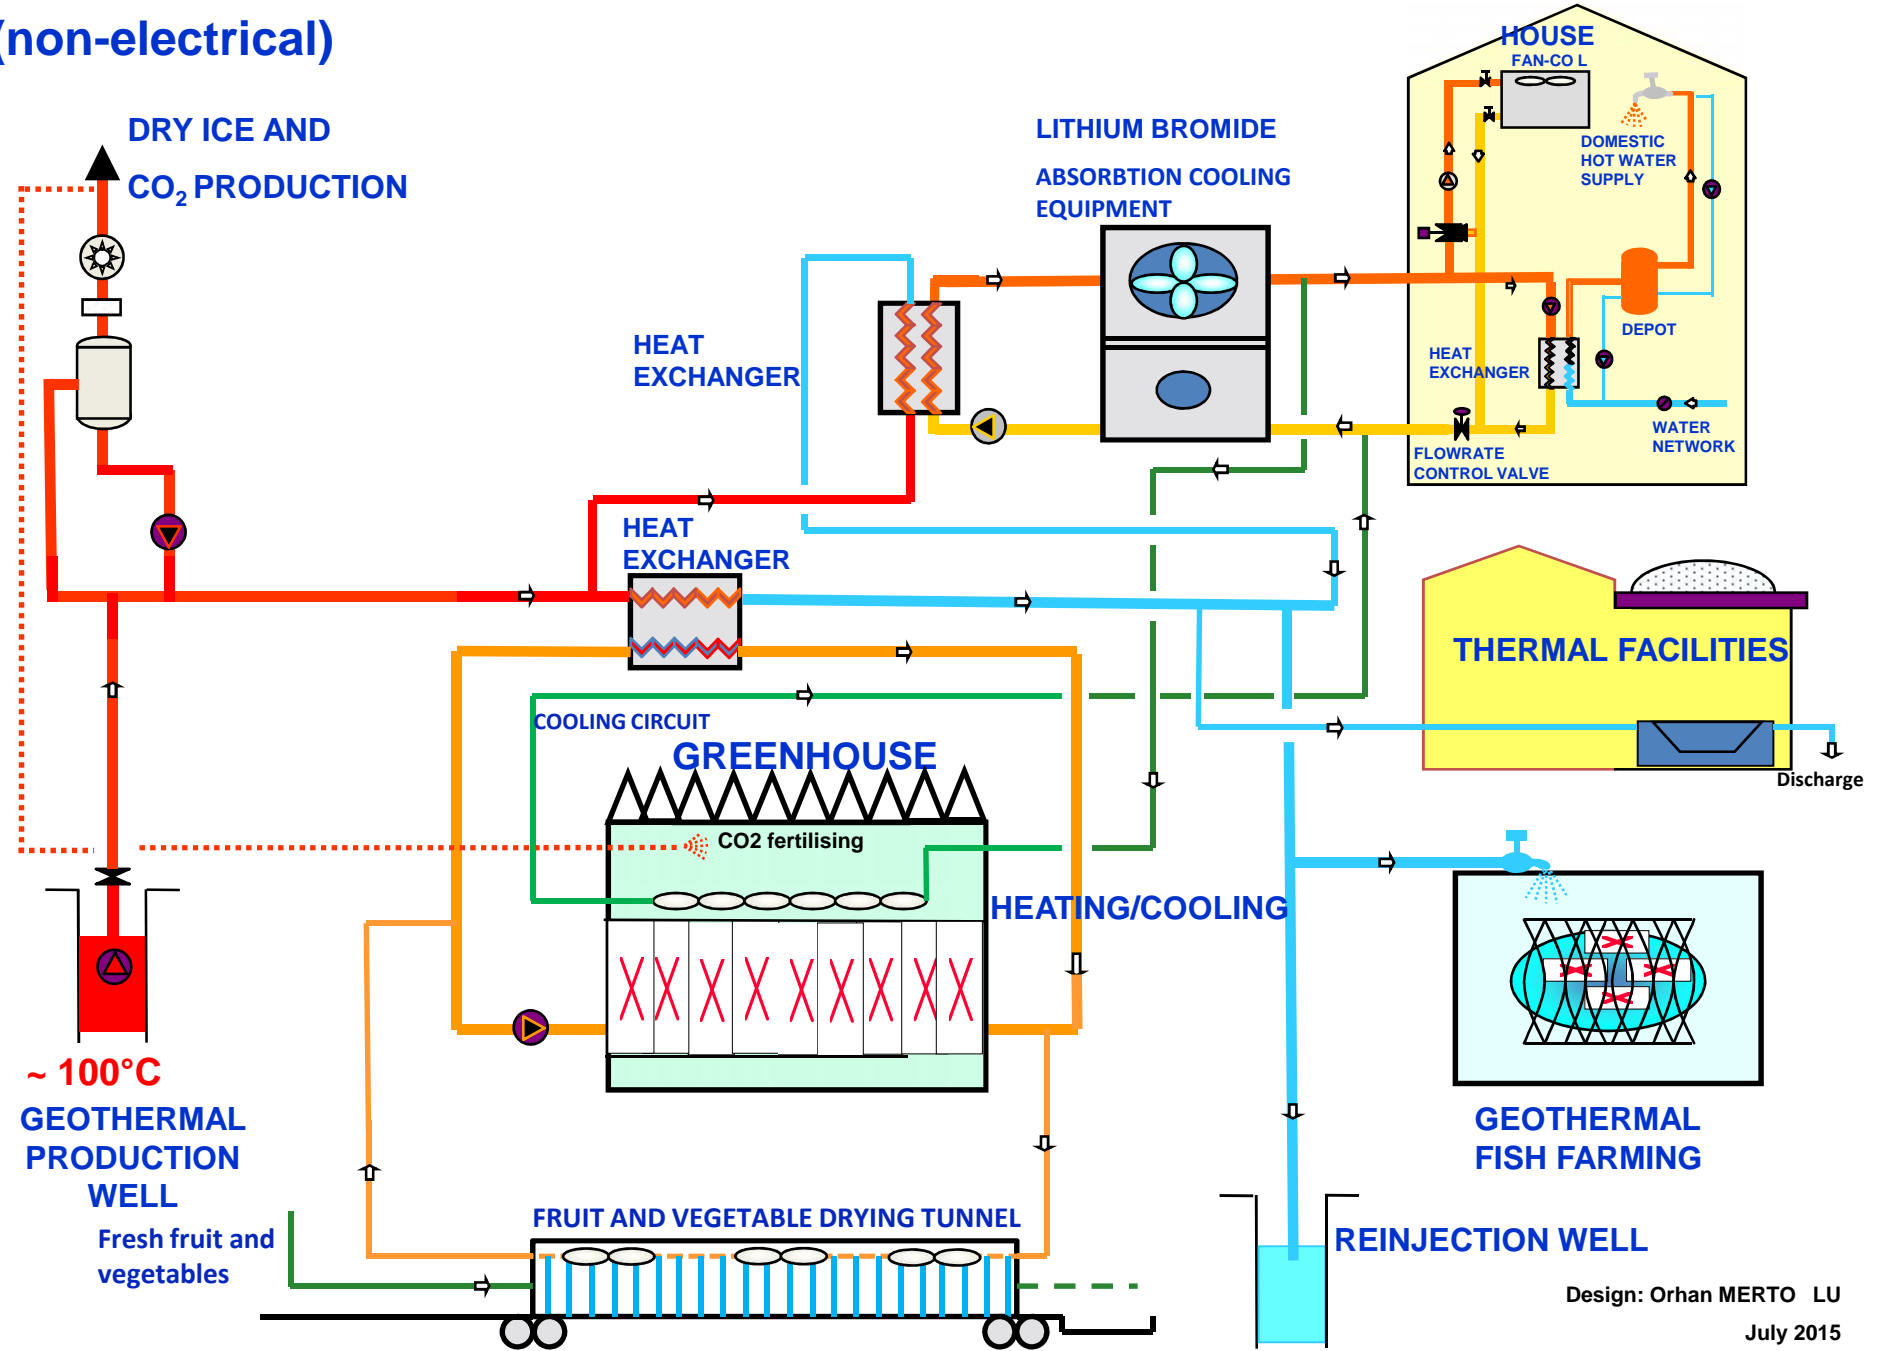 (non-electrical)
DRY ICE AND
CO₂ PRODUCTION
LITHIUM BROMIDE
ABSORBTION COOLING
EQUIPMENT
HOUSE
FAN-CO L
DOMESTIC
HOT WATER
SUPPLY
DEPOT
HEAT
EXCHANGER
WATER
NETWORK
FLOWRATE
CONTROL VALVE
HEAT
EXCHANGER
HEAT
EXCHANGER
THERMAL FACILITIES
Discharge
COOLING CIRCUIT
GREENHOUSE
CO2 fertilising
HEATING/COOLING
~ 100°C
GEOTHERMAL
PRODUCTION
WELL
GEOTHERMAL
FISH FARMING
Fresh fruit and
vegetables
FRUIT AND VEGETABLE DRYING TUNNEL
REINJECTION WELL
Design: Orhan MERTO LU
July 2015